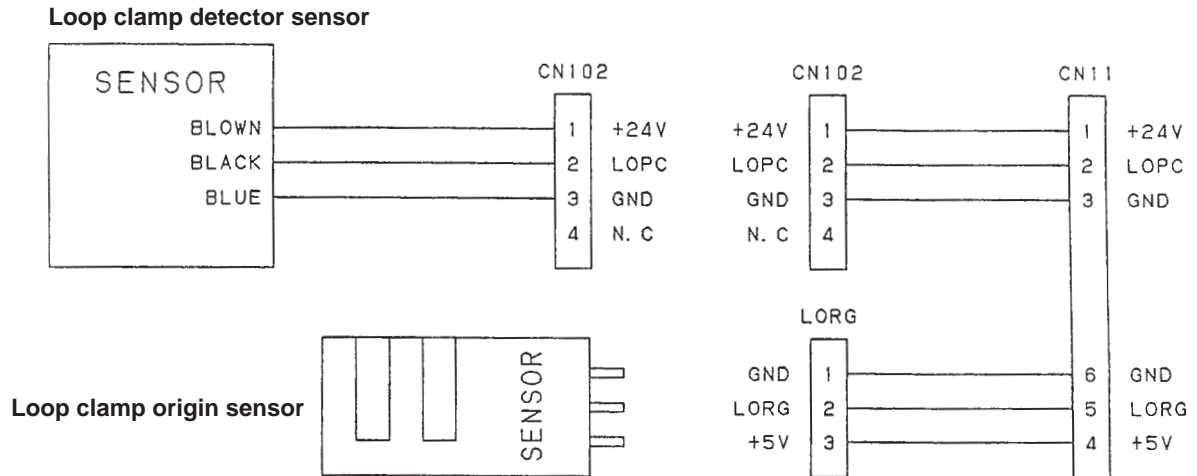 Loop clamp detector sensor
SENSOR
CN102
CN102
CN11
BLOWN 1 +24V +24V 1 1 +24V
BLACK 2 LOPC LOPC 2 2 LOPC
BLUE 3 GND GND 3 3 GND
4 N. C N. C 4
LORG
Loop clamp origin sensor
SENSOR
GND 1 6 GND
LORG 2 5 LORG
+5V 3 4 +5V